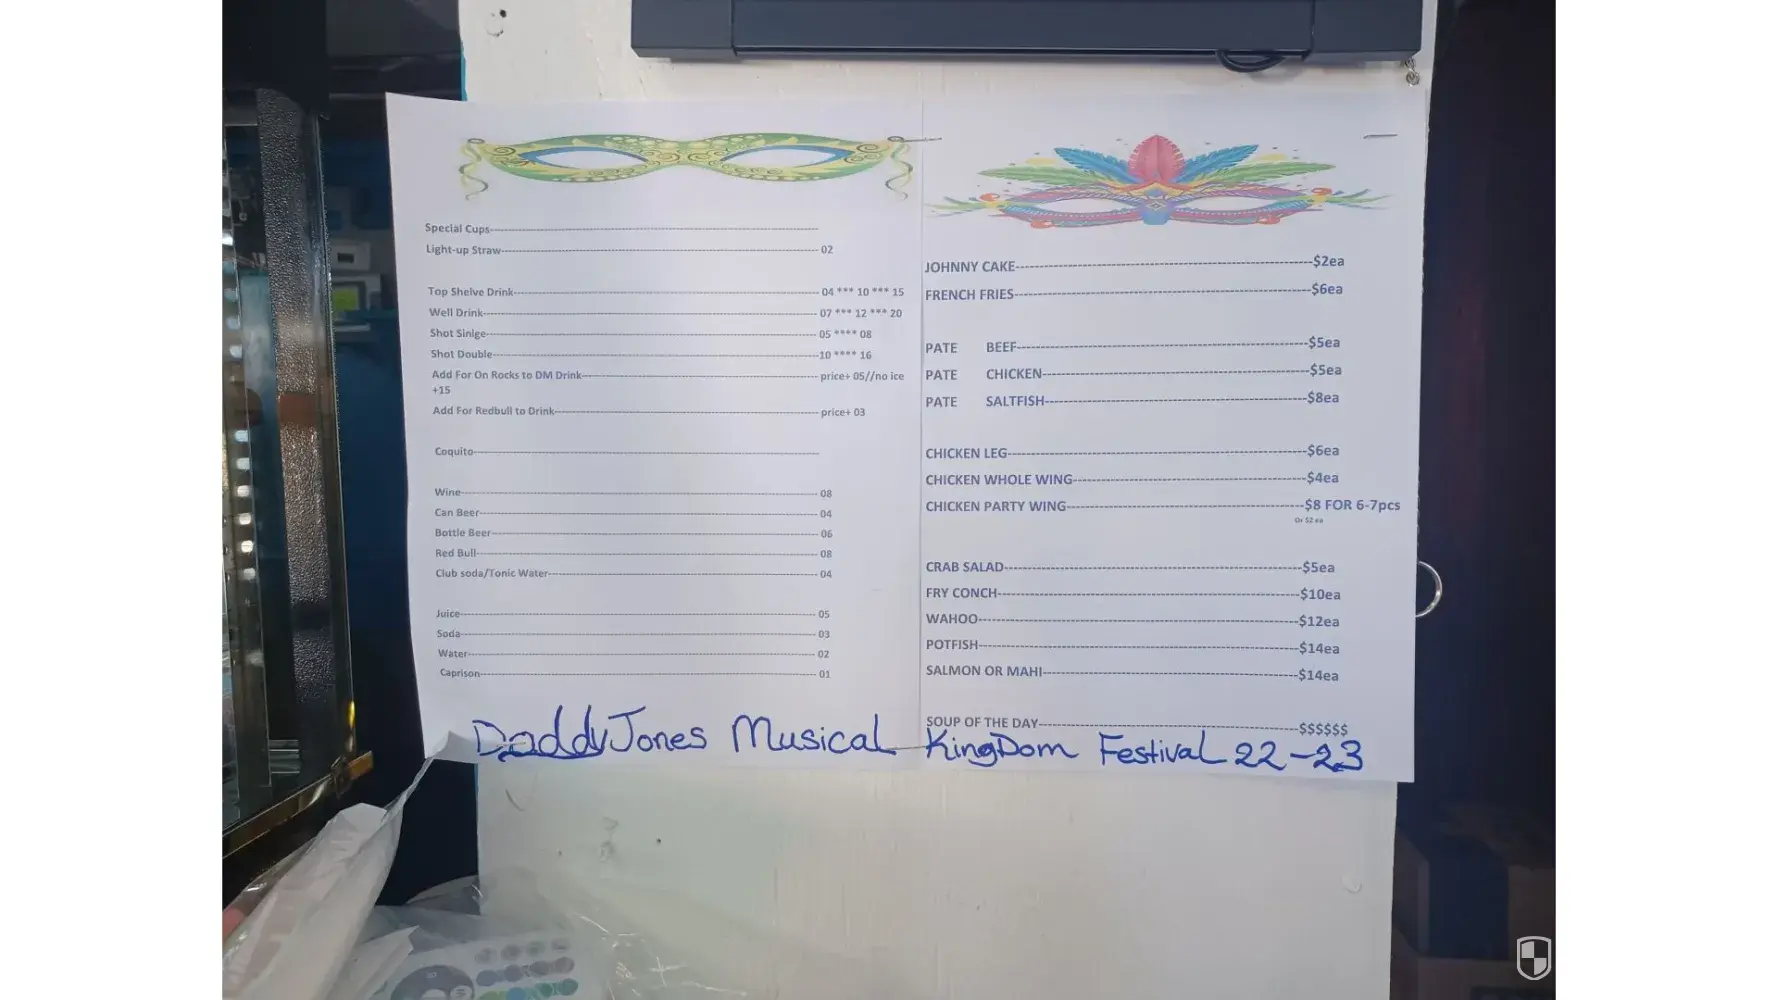 Special Cups
Light-up Straw 02
Top Shelve Drink 04 *** 10 *** 15
Well Drink 07 *** 12 *** 20
Shot Sinlge 05 **** 08
Shot Double 10 **** 16
Add For On Rocks to DM Drink price+ 05//no ice
+15
Add For Redbull to Drink price+ 03
Coquito
Wine 08
Can Beer 04
Bottle Beer 06
Red Bull 08
Club soda/Tonic Water 04
Juice 05
Soda 03
Water 02
Caprison 01
JOHNNY CAKE $2ea
FRENCH FRIES $6ea
PATE BEEF $5ea
PATE CHICKEN $5ea
PATE SALTFISH $8ea
CHICKEN LEG $6ea
CHICKEN WHOLE WING $4ea
CHICKEN PARTY WING $8 FOR 6-7pcs
Or $2 ea
CRAB SALAD $5ea
FRY CONCH $10ea
WAHOO $12ea
POTFISH $14ea
SALMON OR MAHI $14ea
SOUP OF THE DAY $$$$$$
DaddyJones Musical KingDom Festival 22-23